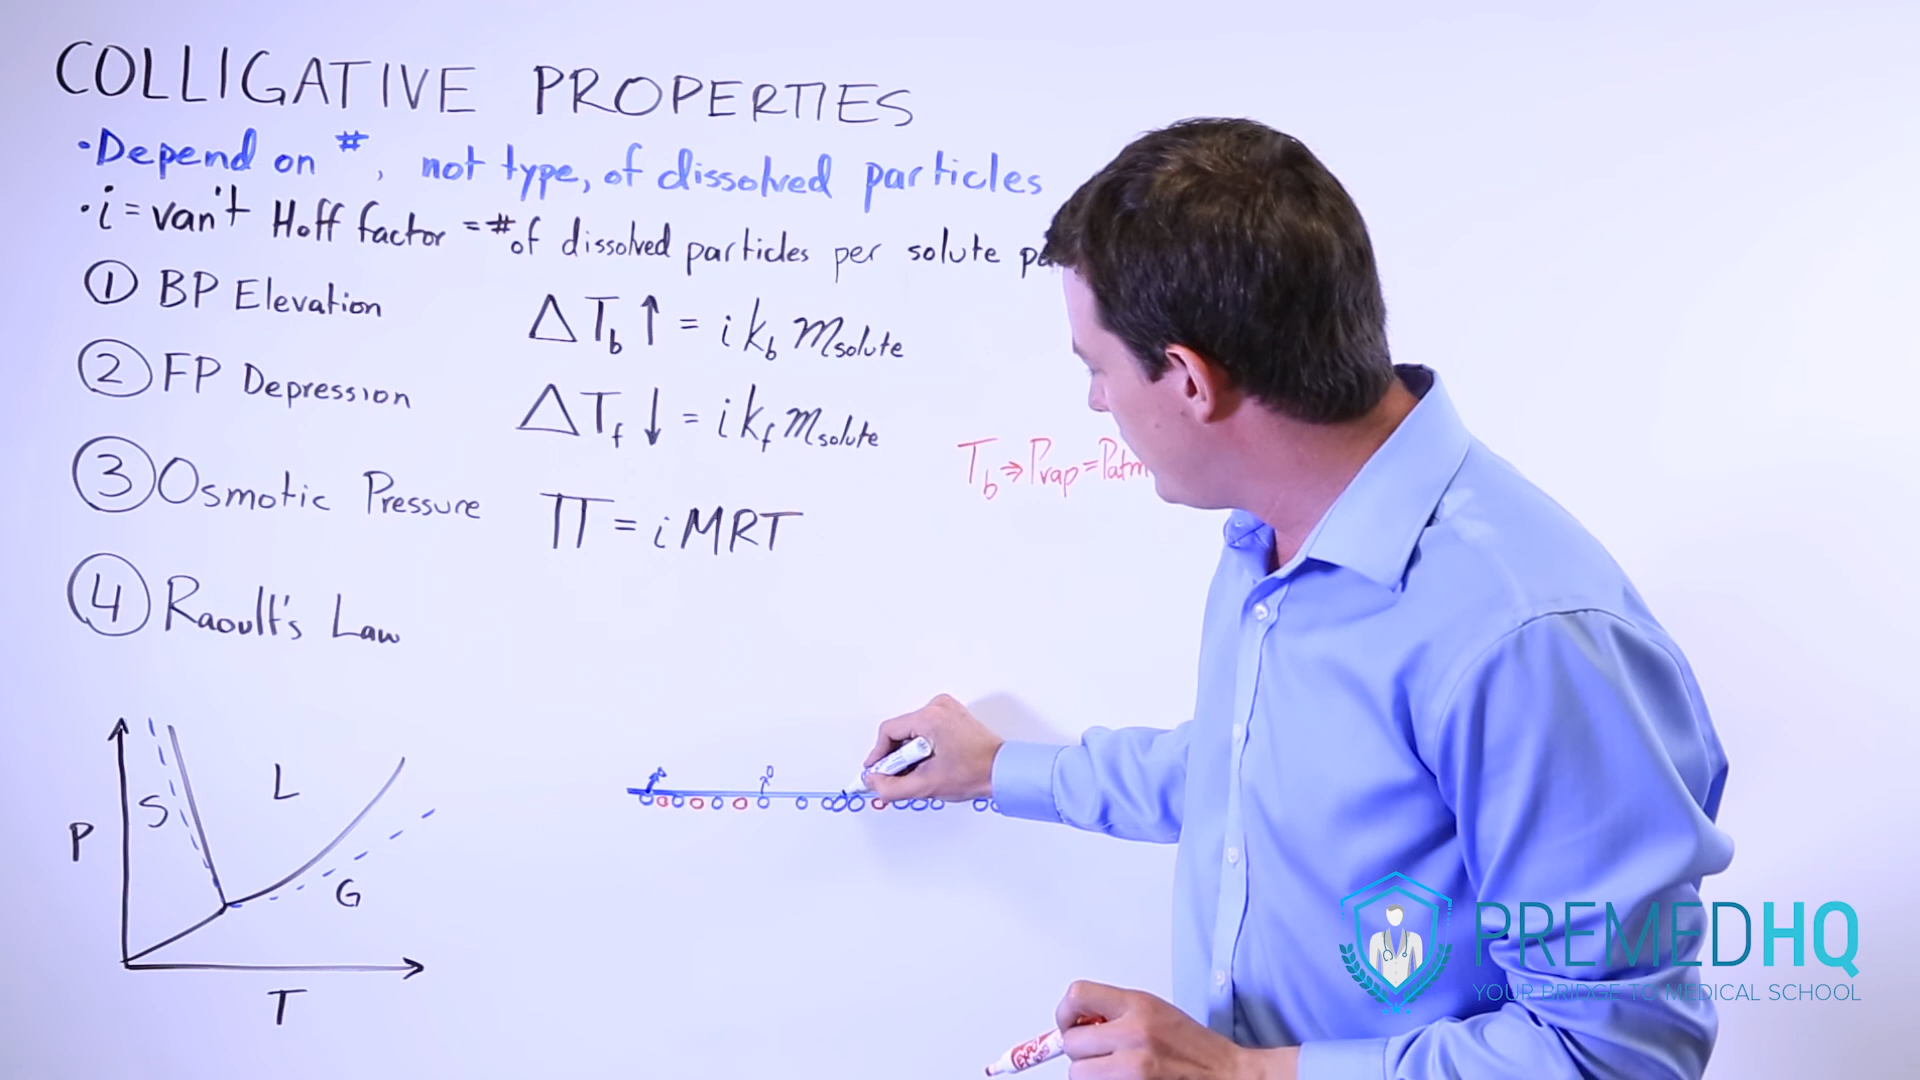 COLLIGATIVE PROPERTIES
•Depend on #, not type, of dissolved particles
•i = van't Hoff factor = # of dissolved particles per solute
① BP Elevation ΔTb↑ = i kb msolute
② FP Depression ΔTf↓ = i kf msolute
Tb⇒Pvap=Patm
③ Osmotic Pressure Π = iMRT
④ Raoult's Law
S L
P
G
T
EXPO
PREMEDHQ
YOUR BRIDGE TO MEDICAL SCHOOL